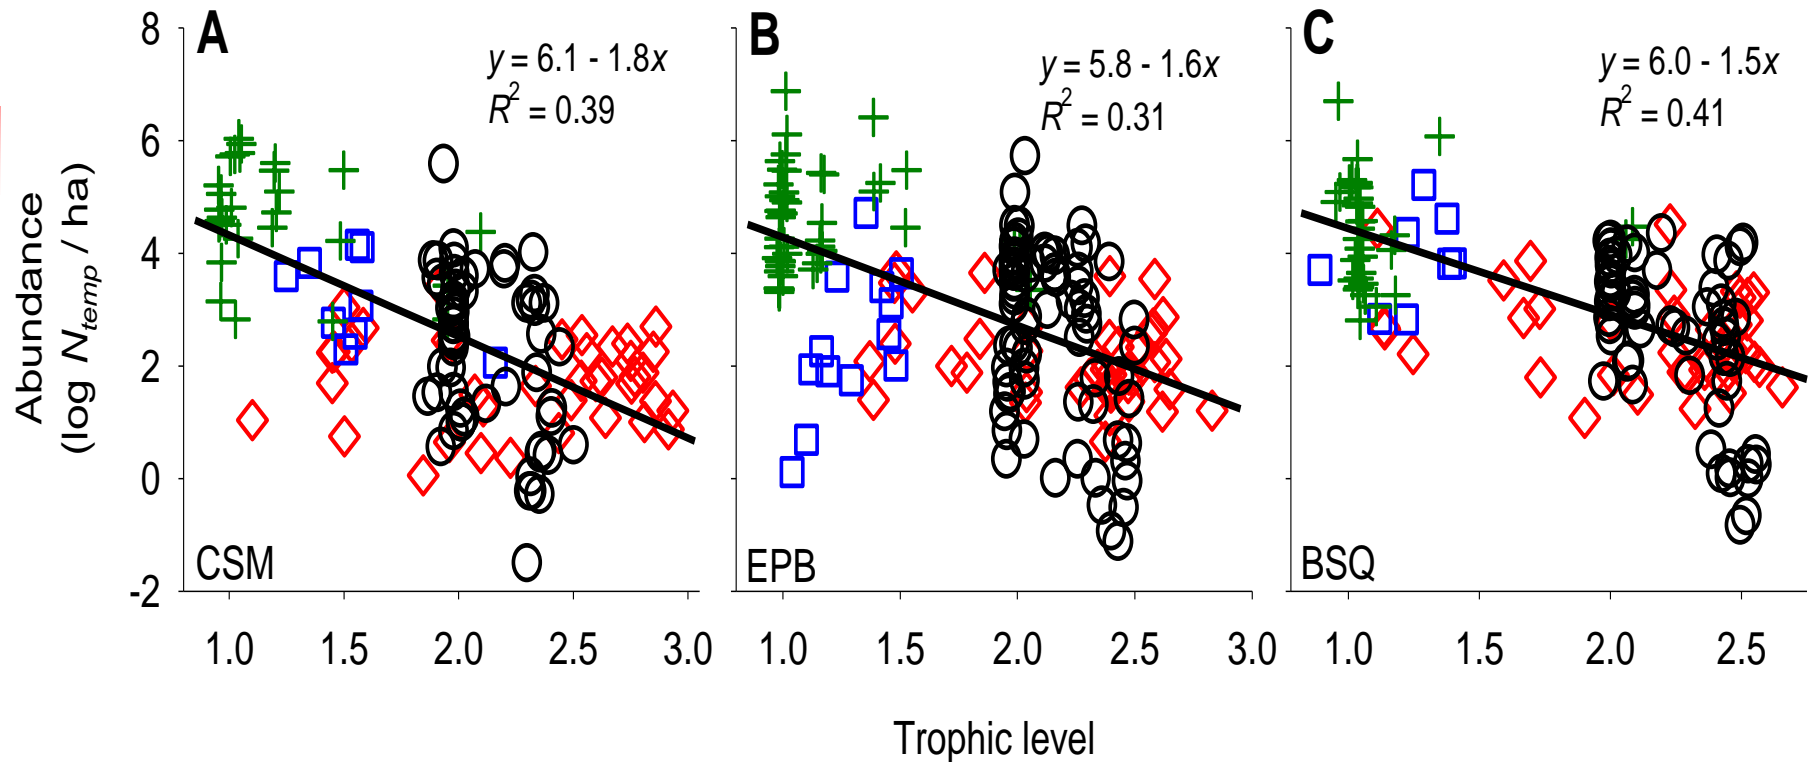 A
B
C
y = 6.1 - 1.8x
R² = 0.39
y = 5.8 - 1.6x
R² = 0.31
y = 6.0 - 1.5x
R² = 0.41
8
6
4
2
0
-2
Abundance
(log N_temp / ha)
CSM
EPB
BSQ
1.0 1.5 2.0 2.5 3.0
1.0 1.5 2.0 2.5 3.0
1.0 1.5 2.0 2.5
Trophic level